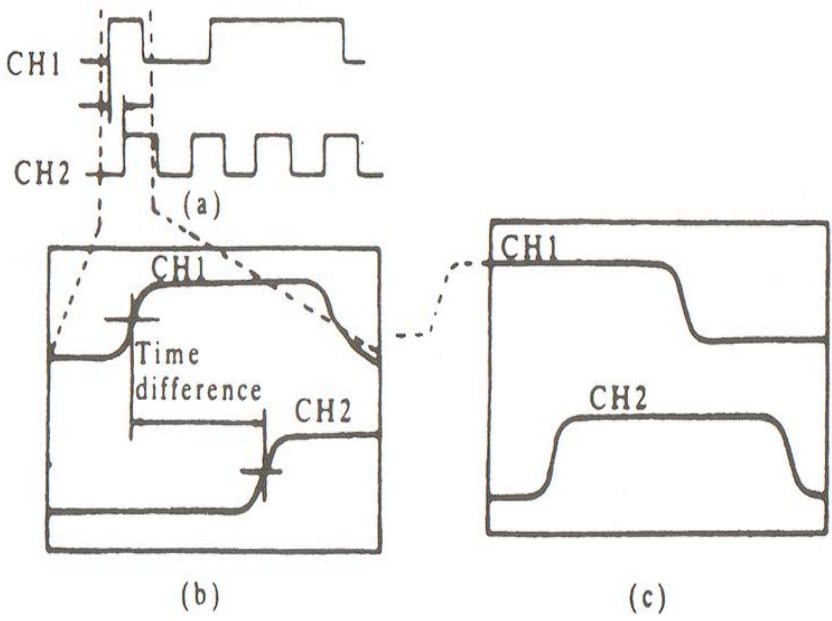 CH1
CH2
(a)
CH1
Time
difference
CH2
(b)
CH1
CH2
(c)